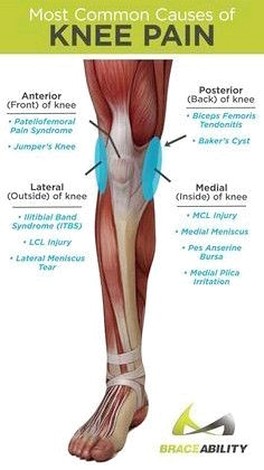 Most Common Causes of
KNEE PAIN
Anterior
(Front) of knee
• Patellofemoral
Pain Syndrome
• Jumper's Knee
Posterior
(Back) of knee
• Biceps Femoris
Tendonitis
• Baker's Cyst
Lateral
(Outside) of knee
• Ilitibial Band
Syndrome (ITBS)
• LCL Injury
• Lateral Meniscus
Tear
Medial
(Inside) of knee
• MCL Injury
• Medial Meniscus
• Pes Anserine
Bursa
• Medial Plica
Irritation
BRACEABILITY